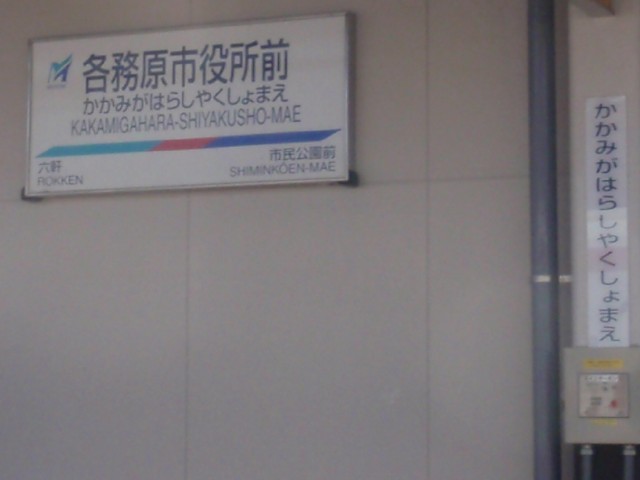 各務原市役所前
かかみがはらしやくしょまえ
KAKAMIGAHARA-SHIYAKUSHO-MAE
六軒
ROKKEN
市民公園前
SHIMINKŌEN-MAE
かかみがはらしやくしょまえ